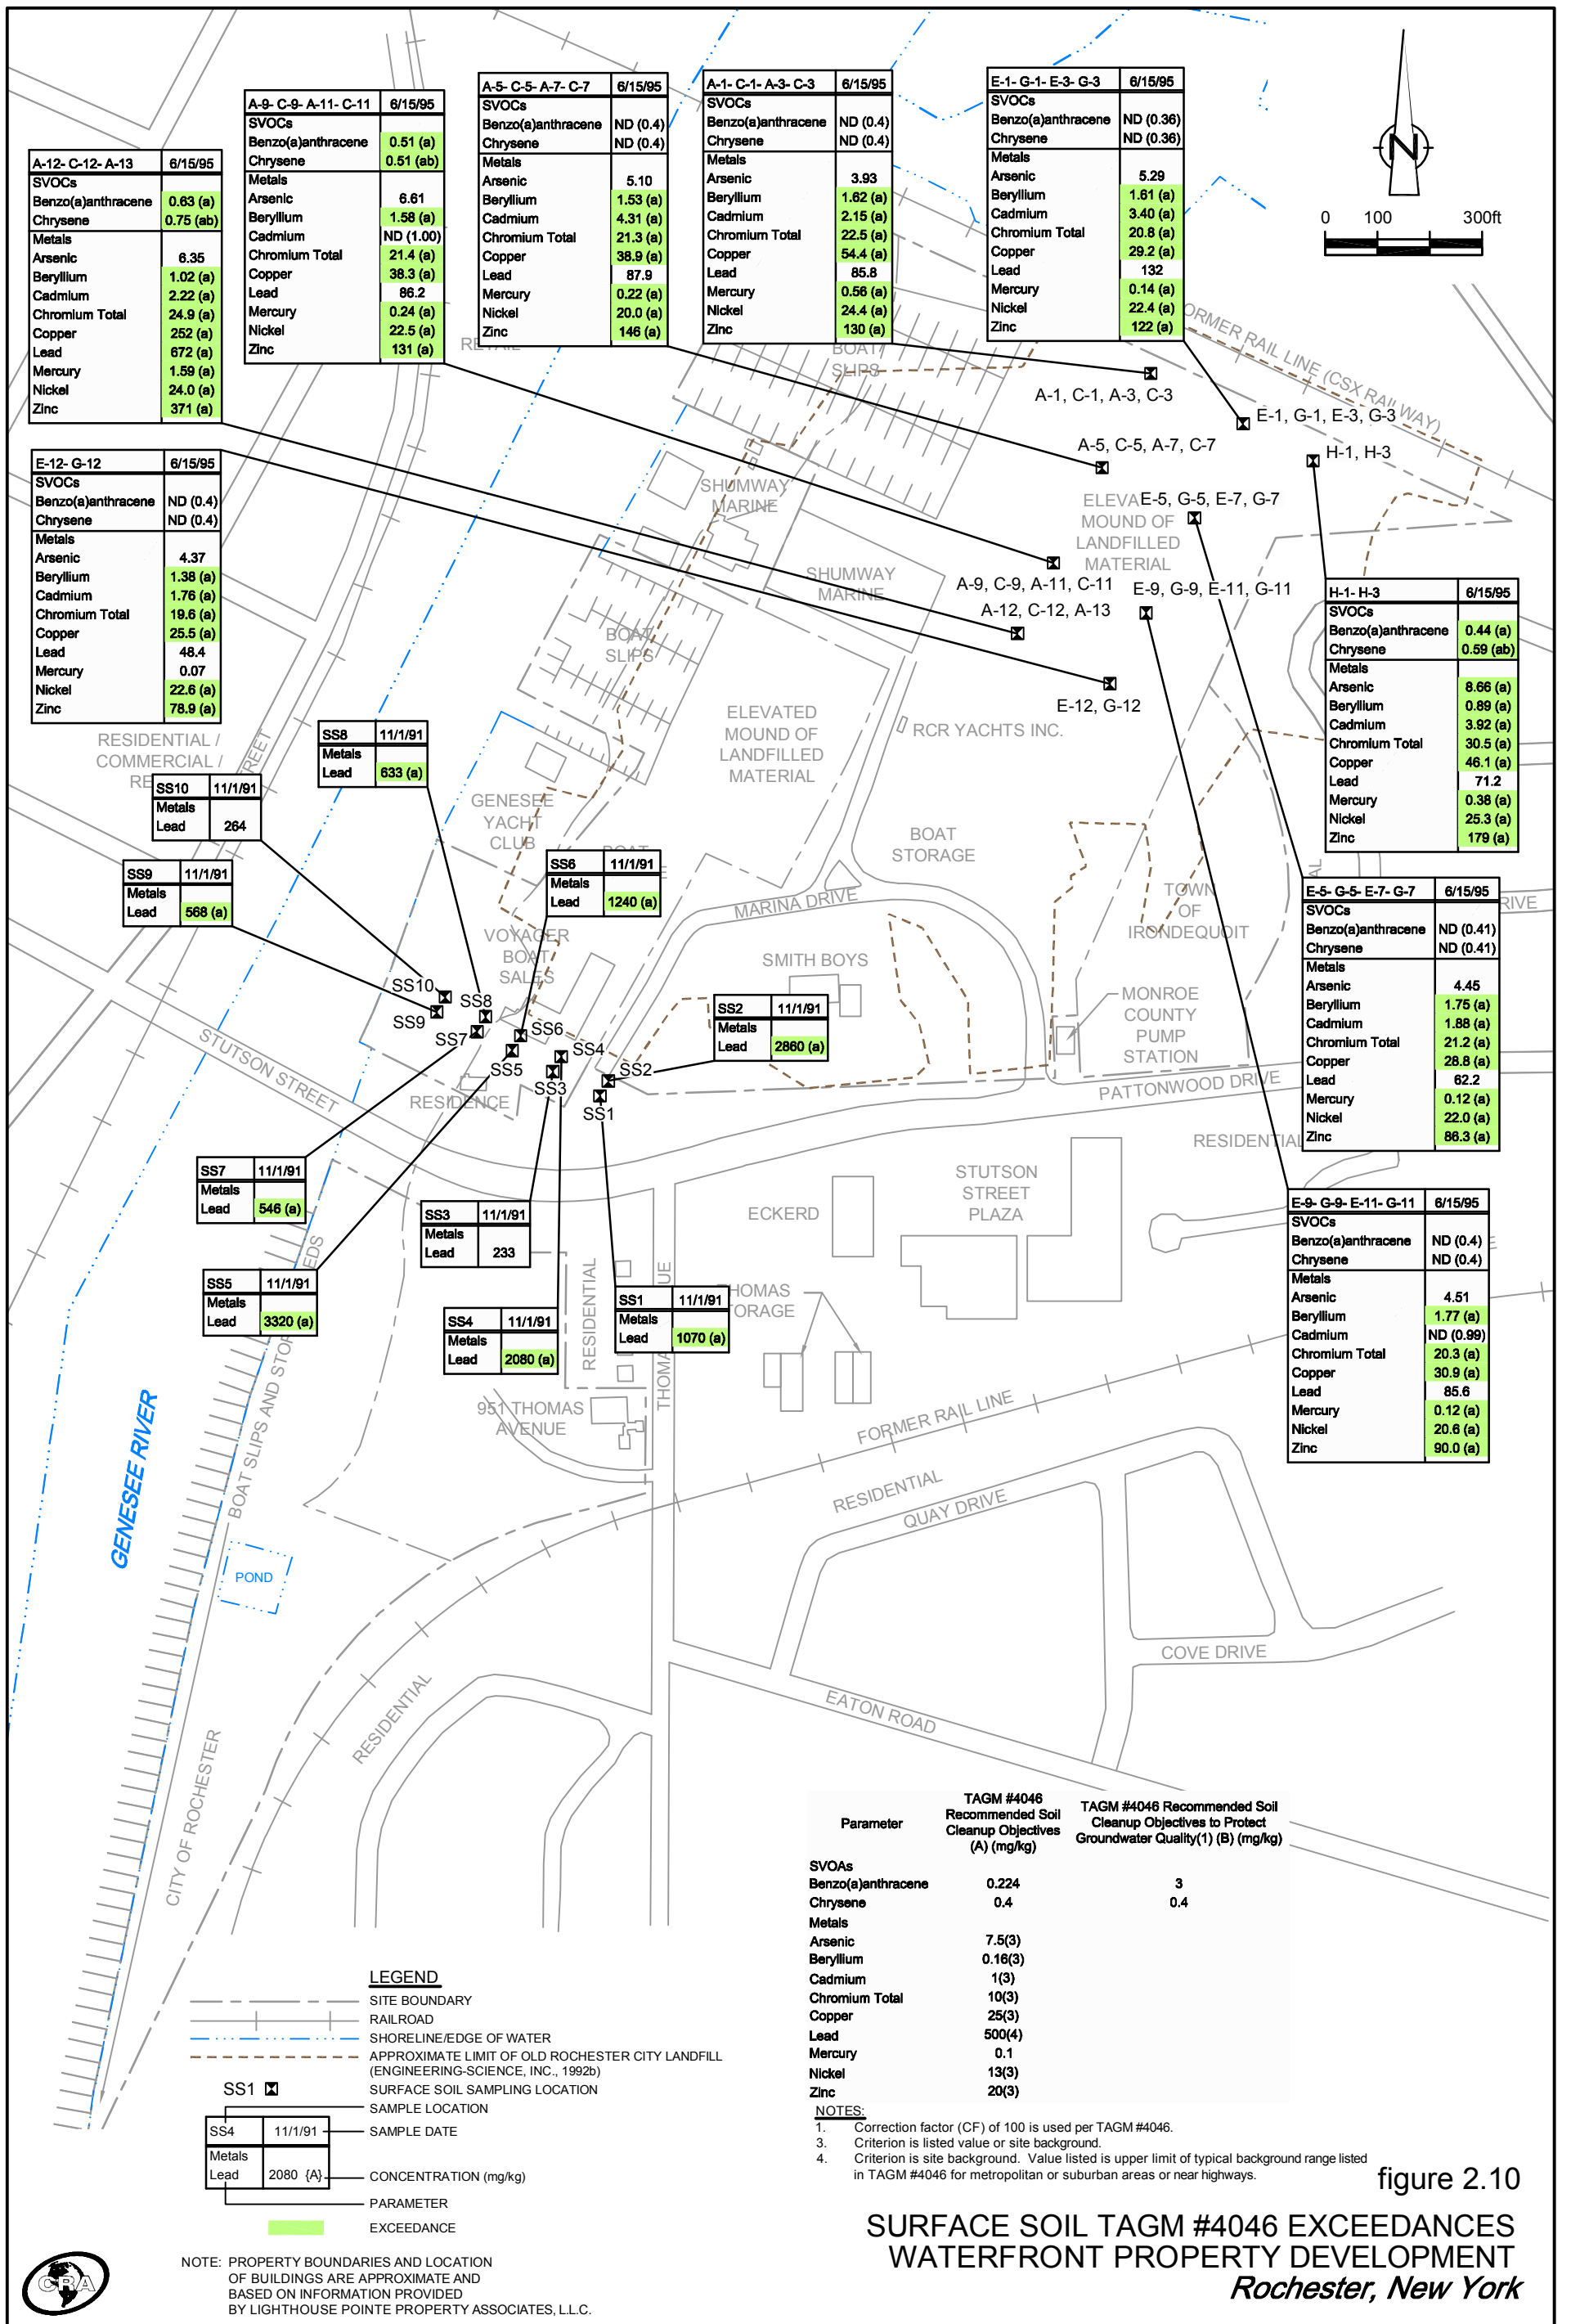 A-12- C-12- A-13 6/15/95
SVOCs
Benzo(a)anthracene 0.63 (a)
Chrysene 0.75 (ab)
Metals
Arsenic 6.35
Beryllium 1.02 (a)
Cadmium 2.22 (a)
Chromium Total 24.9 (a)
Copper 252 (a)
Lead 672 (a)
Mercury 1.59 (a)
Nickel 24.0 (a)
Zinc 371 (a)
A-9- C-9- A-11- C-11 6/15/95
SVOCs
Benzo(a)anthracene 0.51 (a)
Chrysene 0.51 (ab)
Metals
Arsenic 6.61
Beryllium 1.58 (a)
Cadmium ND (1.00)
Chromium Total 21.4 (a)
Copper 38.3 (a)
Lead 86.2
Mercury 0.24 (a)
Nickel 22.5 (a)
Zinc 131 (a)
A-5- C-5- A-7- C-7 6/15/95
SVOCs
Benzo(a)anthracene ND (0.4)
Chrysene ND (0.4)
Metals
Arsenic 5.10
Beryllium 1.53 (a)
Cadmium 4.31 (a)
Chromium Total 21.3 (a)
Copper 38.9 (a)
Lead 87.9
Mercury 0.22 (a)
Nickel 20.0 (a)
Zinc 146 (a)
A-1- C-1- A-3- C-3 6/15/95
SVOCs
Benzo(a)anthracene ND (0.4)
Chrysene ND (0.4)
Metals
Arsenic 3.93
Beryllium 1.62 (a)
Cadmium 2.15 (a)
Chromium Total 22.5 (a)
Copper 54.4 (a)
Lead 85.8
Mercury 0.56 (a)
Nickel 24.4 (a)
Zinc 130 (a)
E-1- G-1- E-3- G-3 6/15/95
SVOCs
Benzo(a)anthracene ND (0.36)
Chrysene ND (0.36)
Metals
Arsenic 5.29
Beryllium 1.61 (a)
Cadmium 3.40 (a)
Chromium Total 20.8 (a)
Copper 29.2 (a)
Lead 132
Mercury 0.14 (a)
Nickel 22.4 (a)
Zinc 122 (a)
N
0 100 300ft
E-12- G-12 6/15/95
SVOCs
Benzo(a)anthracene ND (0.4)
Chrysene ND (0.4)
Metals
Arsenic 4.37
Beryllium 1.38 (a)
Cadmium 1.76 (a)
Chromium Total 19.6 (a)
Copper 25.5 (a)
Lead 48.4
Mercury 0.07
Nickel 22.6 (a)
Zinc 78.9 (a)
BOAT
SLIPS
ORMER RAIL LINE (CSX RAILWAY)
A-1, C-1, A-3, C-3
E-1, G-1, E-3, G-3
A-5, C-5, A-7, C-7
H-1, H-3
SHUMWAY
MARINE
E-5, G-5, E-7, G-7
ELEVA
MOUND OF
LANDFILLED
MATERIAL
SHUMWAY
MARINE
A-9, C-9, A-11, C-11
E-9, G-9, E-11, G-11
A-12, C-12, A-13
BOAT
SLIPS
E-12, G-12
H-1- H-3 6/15/95
SVOCs
Benzo(a)anthracene 0.44 (a)
Chrysene 0.59 (ab)
Metals
Arsenic 8.66 (a)
Beryllium 0.89 (a)
Cadmium 3.92 (a)
Chromium Total 30.5 (a)
Copper 46.1 (a)
Lead 71.2
Mercury 0.38 (a)
Nickel 25.3 (a)
Zinc 179 (a)
ELEVATED
MOUND OF
LANDFILLED
MATERIAL
RCR YACHTS INC.
RESIDENTIAL /
COMMERCIAL /
RE
SS8 11/1/91
Metals
Lead 633 (a)
SS10 11/1/91
Metals
Lead 264
GENESEE
YACHT
CLUB
BOAT
STORAGE
SS9 11/1/91
Metals
Lead 568 (a)
SS6 11/1/91
Metals
Lead 1240 (a)
MARINA DRIVE
TOWN
OF
IRONDEQUOIT
RIVE
E-5- G-5- E-7- G-7 6/15/95
SVOCs
Benzo(a)anthracene ND (0.41)
Chrysene ND (0.41)
Metals
Arsenic 4.45
Beryllium 1.75 (a)
Cadmium 1.88 (a)
Chromium Total 21.2 (a)
Copper 28.8 (a)
Lead 62.2
Mercury 0.12 (a)
Nickel 22.0 (a)
Zinc 86.3 (a)
VOYAGER
BOAT
SALES
SMITH BOYS
SS10
SS9
SS8
SS7
SS6
SS5
SS4
SS3
SS2
SS1
SS2 11/1/91
Metals
Lead 2860 (a)
MONROE
COUNTY
PUMP
STATION
STUTSON STREET
RESIDENCE
PATTONWOOD DRIVE
RESIDENTIAL
SS7 11/1/91
Metals
Lead 546 (a)
SS3 11/1/91
Metals
Lead 233
ECKERD
STUTSON
STREET
PLAZA
E-9- G-9- E-11- G-11 6/15/95
SVOCs
Benzo(a)anthracene ND (0.4)
Chrysene ND (0.4)
Metals
Arsenic 4.51
Beryllium 1.77 (a)
Cadmium ND (0.99)
Chromium Total 20.3 (a)
Copper 30.9 (a)
Lead 85.6
Mercury 0.12 (a)
Nickel 20.6 (a)
Zinc 90.0 (a)
SS5 11/1/91
Metals
Lead 3320 (a)
SS4 11/1/91
Metals
Lead 2080 (a)
RESIDENTIAL
SS1 11/1/91
Metals
Lead 1070 (a)
HOMAS
ORAGE
951 THOMAS
AVENUE
FORMER RAIL LINE
GENESEE RIVER
BOAT SLIPS AND STOR
EDS
RESIDENTIAL
QUAY DRIVE
POND
COVE DRIVE
EATON ROAD
RESIDENTIAL
CITY OF ROCHESTER
Parameter
TAGM #4046
Recommended Soil
Cleanup Objectives
(A) (mg/kg)
TAGM #4046 Recommended Soil
Cleanup Objectives to Protect
Groundwater Quality(1) (B) (mg/kg)
SVOAs
Benzo(a)anthracene 0.224 3
Chrysene 0.4 0.4
Metals
Arsenic 7.5(3)
Beryllium 0.16(3)
Cadmium 1(3)
Chromium Total 10(3)
Copper 25(3)
Lead 500(4)
Mercury 0.1
Nickel 13(3)
Zinc 20(3)
NOTES:
1. Correction factor (CF) of 100 is used per TAGM #4046.
3. Criterion is listed value or site background.
4. Criterion is site background. Value listed is upper limit of typical background range listed
in TAGM #4046 for metropolitan or suburban areas or near highways.
LEGEND
SITE BOUNDARY
RAILROAD
SHORELINE/EDGE OF WATER
APPROXIMATE LIMIT OF OLD ROCHESTER CITY LANDFILL
(ENGINEERING-SCIENCE, INC., 1992b)
SS1 SURFACE SOIL SAMPLING LOCATION
SAMPLE LOCATION
SS4 11/1/91 SAMPLE DATE
Metals
Lead 2080 {A} CONCENTRATION (mg/kg)
PARAMETER
EXCEEDANCE
NOTE: PROPERTY BOUNDARIES AND LOCATION
OF BUILDINGS ARE APPROXIMATE AND
BASED ON INFORMATION PROVIDED
BY LIGHTHOUSE POINTE PROPERTY ASSOCIATES, L.L.C.
CRA
figure 2.10
SURFACE SOIL TAGM #4046 EXCEEDANCES
WATERFRONT PROPERTY DEVELOPMENT
Rochester, New York